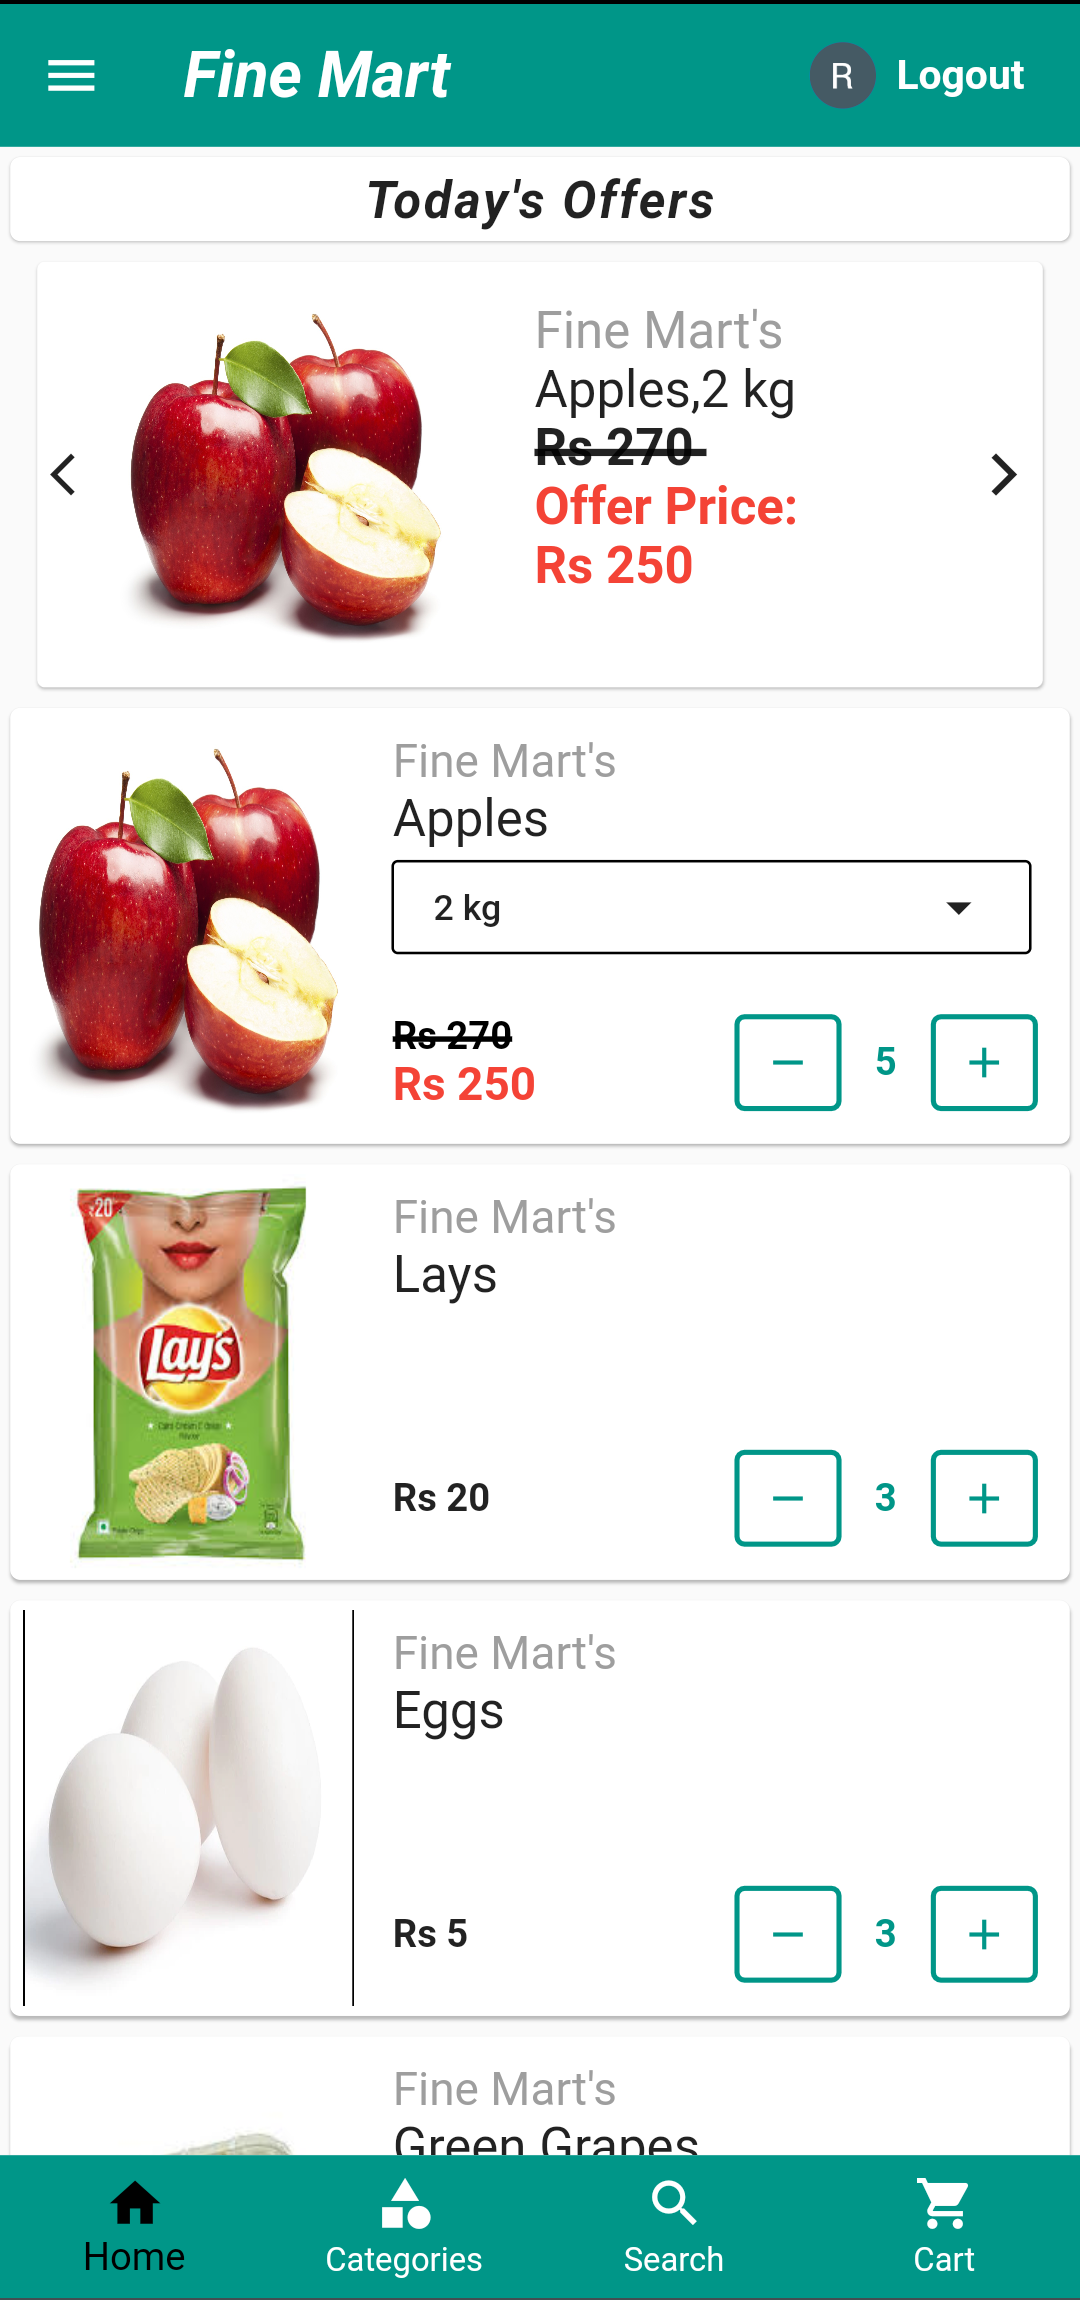 Fine Mart
R Logout
Today's Offers
Fine Mart's
Apples,2 kg
Rs 270
Offer Price:
Rs 250
Fine Mart's
Apples
2 kg
Rs 270
Rs 250
5
20
Lay's
Fine Mart's
Lays
Rs 20
3
Fine Mart's
Eggs
Rs 5
3
Fine Mart's
Green Grapes
Home
Categories
Search
Cart